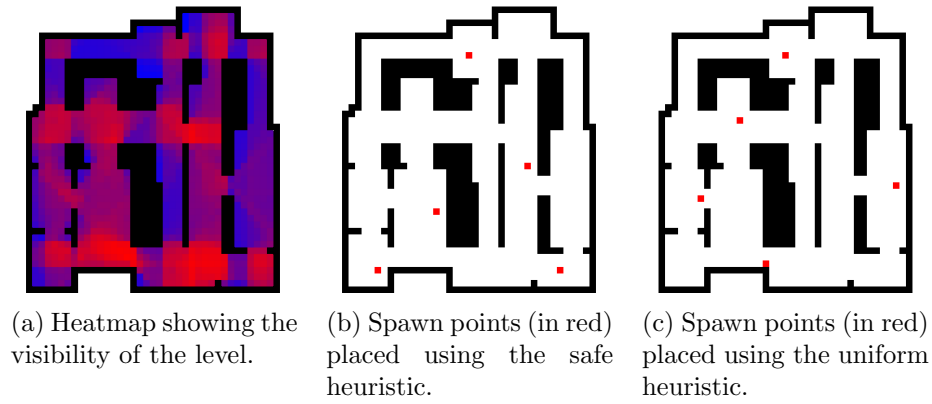 (a) Heatmap showing the
visibility of the level.
(b) Spawn points (in red)
placed using the safe
heuristic.
(c) Spawn points (in red)
placed using the uniform
heuristic.